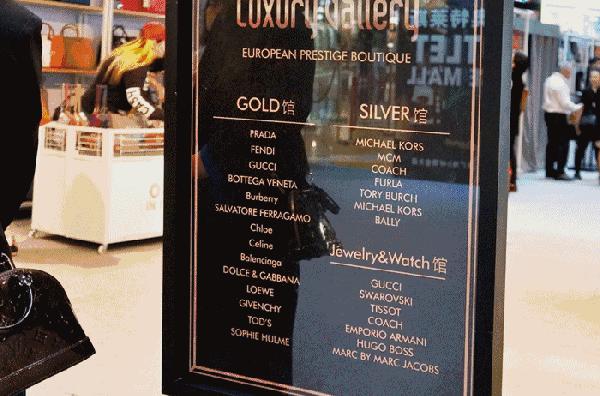 Luxury Gallery
EUROPEAN PRESTIGE BOUTIQUE
GOLD馆
PRADA
FENDI
GUCCI
BOTTEGA VENETA
Burberry
SALVATORE FERRAGAMO
Chloe
Celine
Balenciaga
DOLCE & GABBANA
LOEWE
GIVENCHY
TOD'S
SOPHIE HULME
SILVER馆
MICHAEL KORS
MCM
COACH
FURLA
TORY BURCH
MICHAEL KORS
BALLY
Jewelry&Watch馆
GUCCI
SWAROVSKI
TISSOT
COACH
EMPORIO ARMANI
HUGO BOSS
MARC BY MARC JACOBS